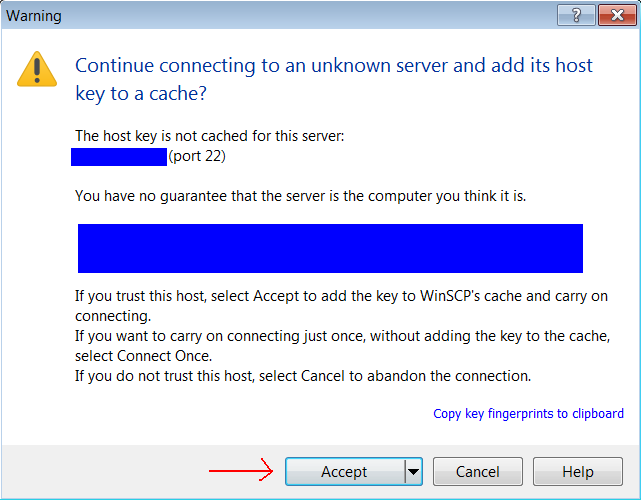 Warning
?
Continue connecting to an unknown server and add its host
key to a cache?
The host key is not cached for this server:
(port 22)
You have no guarantee that the server is the computer you think it is.
If you trust this host, select Accept to add the key to WinSCP's cache and carry on
connecting.
If you want to carry on connecting just once, without adding the key to the cache,
select Connect Once.
If you do not trust this host, select Cancel to abandon the connection.
Copy key fingerprints to clipboard
Accept Cancel Help